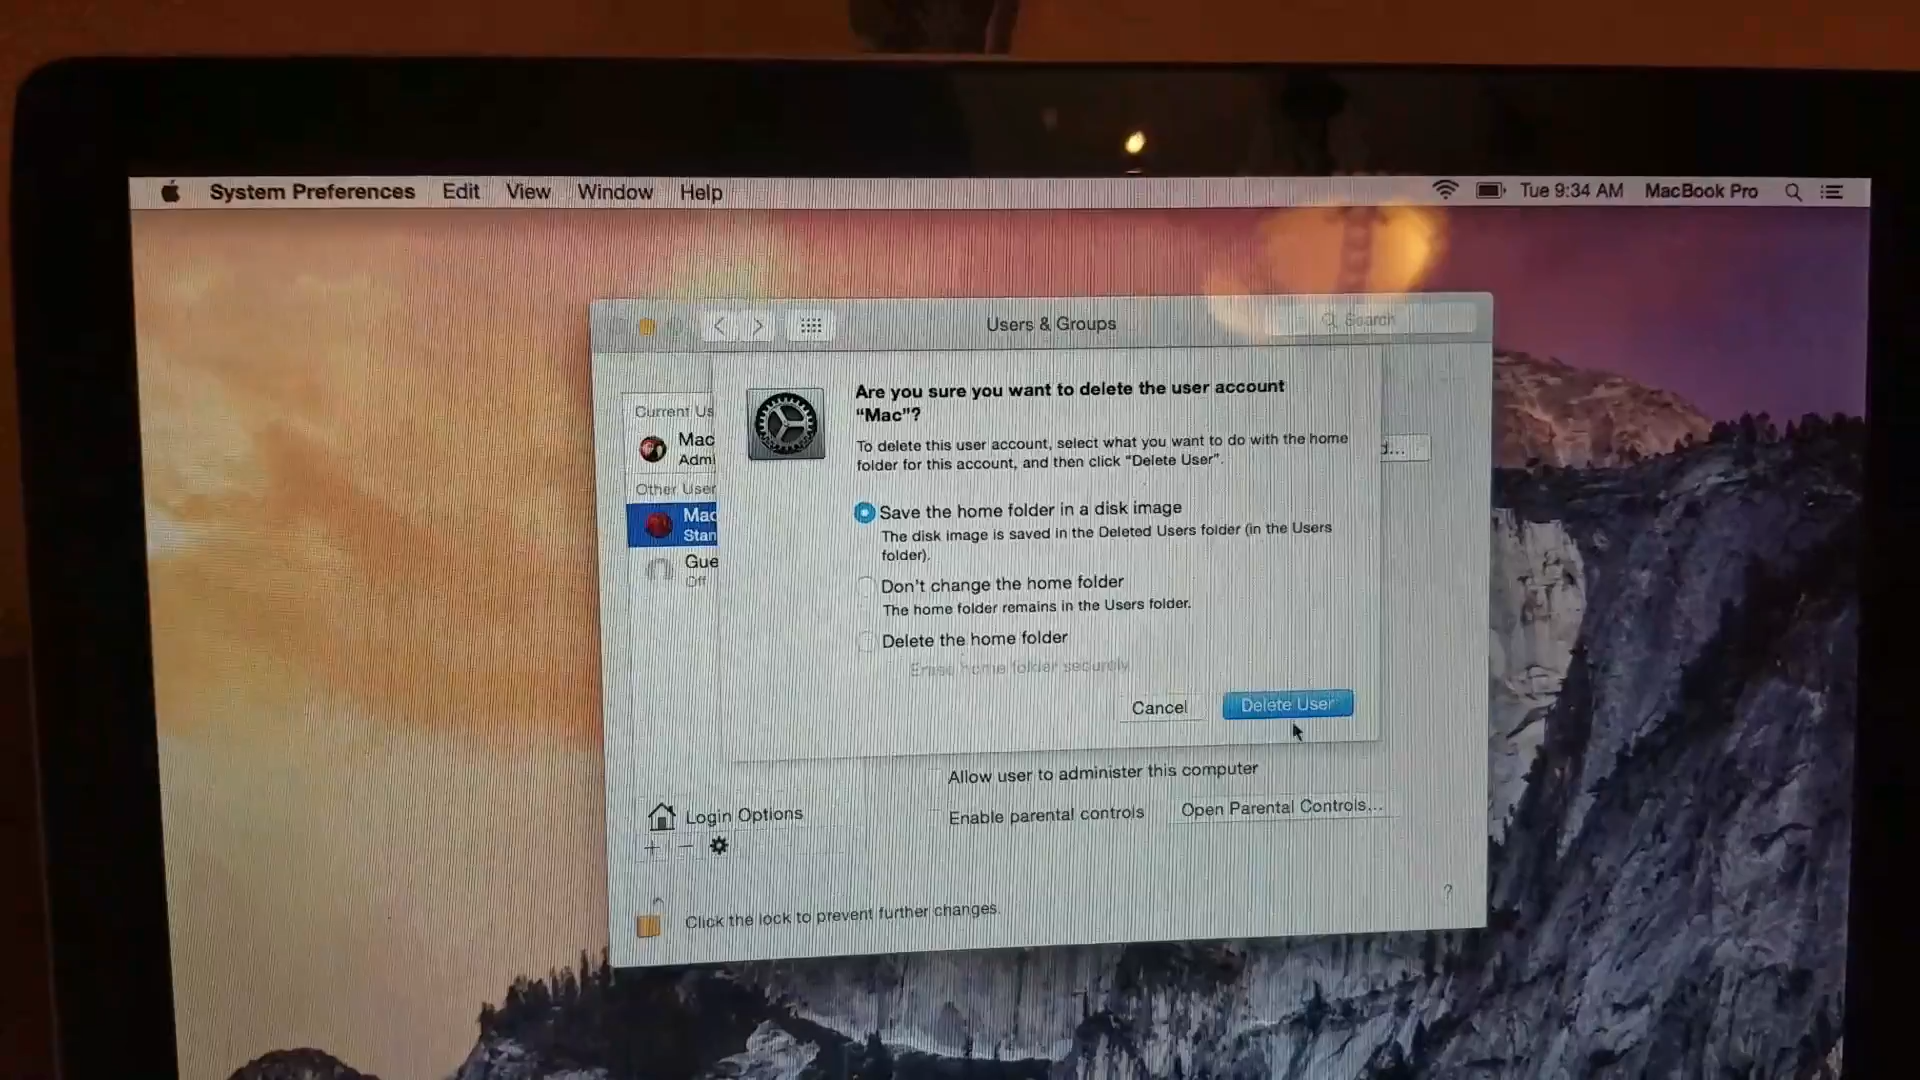 System Preferences Edit View Window Help Tue 9:34 AM MacBook Pro
Users & Groups
Search
Are you sure you want to delete the user account
“Mac”?
To delete this user account, select what you want to do with the home
folder for this account, and then click “Delete User”.
Save the home folder in a disk image
The disk image is saved in the Deleted Users folder (in the Users
folder).
Don't change the home folder
The home folder remains in the Users folder.
Delete the home folder
Erase home folder securely
Cancel Delete User
Current Us
Mac
Admi
Other User
Mac
Stan
Gue
Off
d...
Allow user to administer this computer
Enable parental controls Open Parental Controls...
Login Options
+ −
Click the lock to prevent further changes.
?